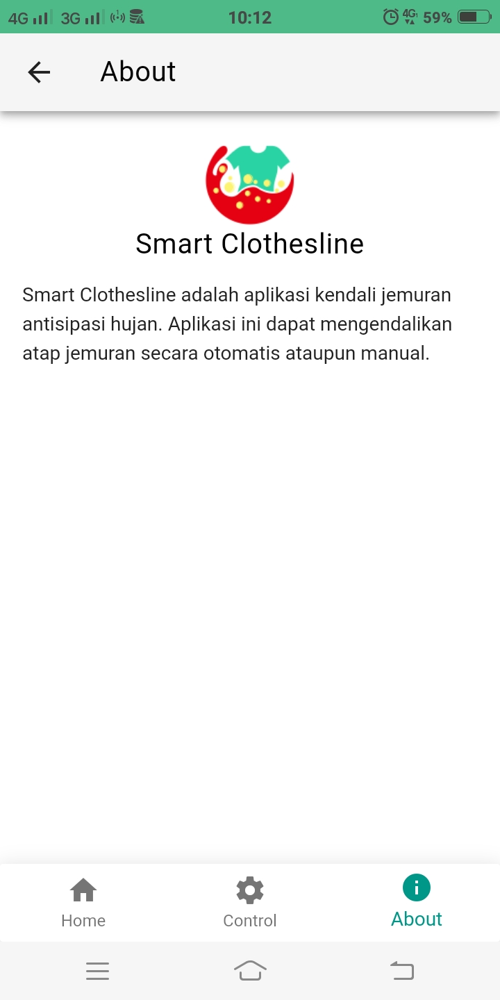 4G 3G 10:12 4G 59%
About
Smart Clothesline
Smart Clothesline adalah aplikasi kendali jemuran
antisipasi hujan. Aplikasi ini dapat mengendalikan
atap jemuran secara otomatis ataupun manual.
Home Control About